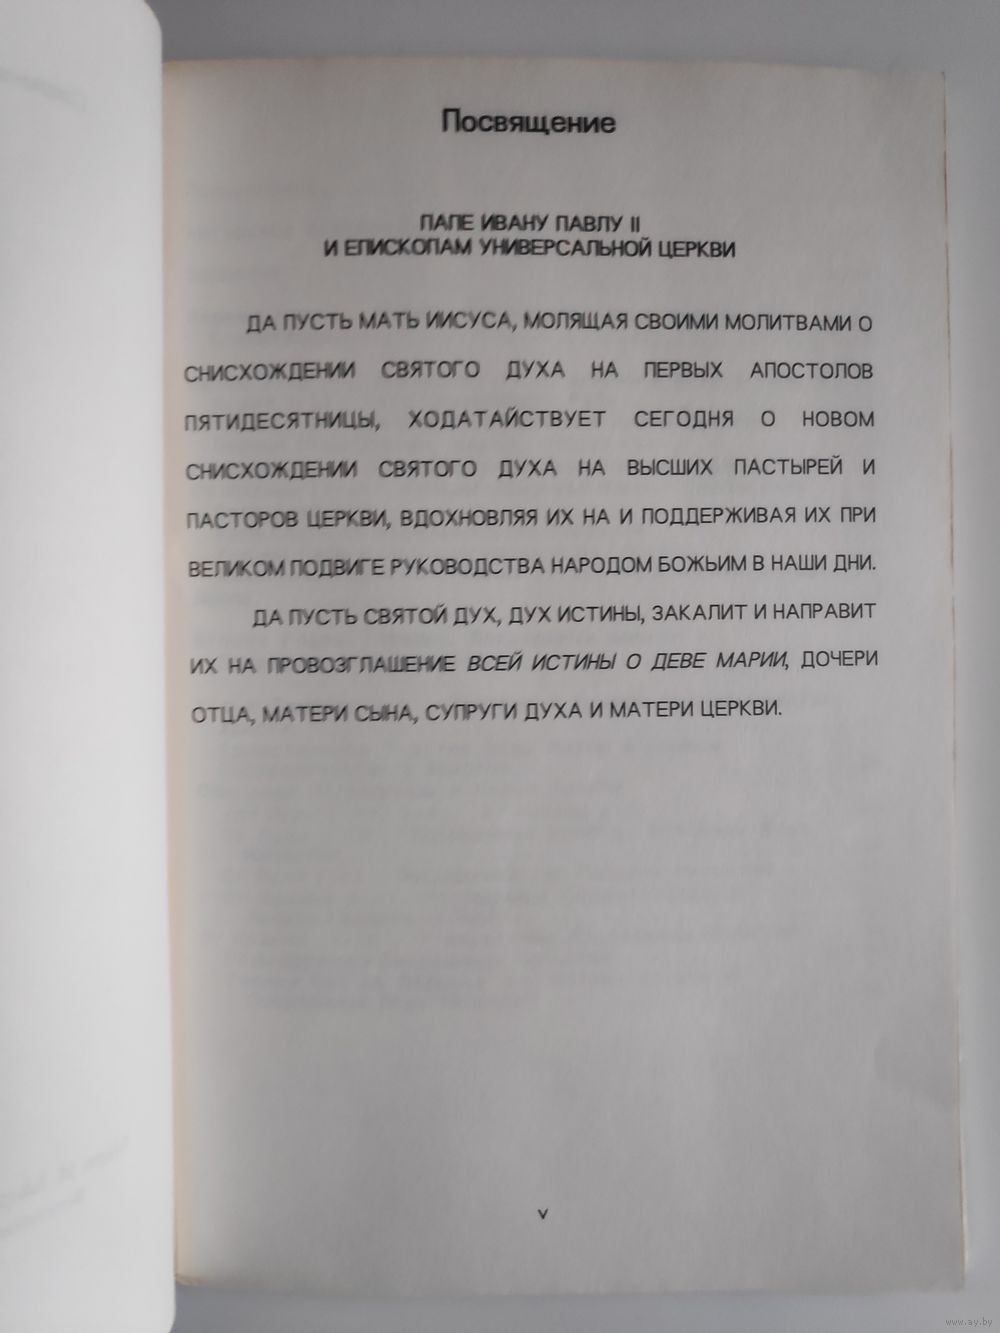 Посвящение
ПАПЕ ИВАНУ ПАВЛУ II
И ЕПИСКОПАМ УНИВЕРСАЛЬНОЙ ЦЕРКВИ
ДА ПУСТЬ МАТЬ ИИСУСА, МОЛЯЩАЯ СВОИМИ МОЛИТВАМИ О
СНИСХОЖДЕНИИ СВЯТОГО ДУХА НА ПЕРВЫХ АПОСТОЛОВ
ПЯТИДЕСЯТНИЦЫ, ХОДАТАЙСТВУЕТ СЕГОДНЯ О НОВОМ
СНИСХОЖДЕНИИ СВЯТОГО ДУХА НА ВЫСШИХ ПАСТЫРЕЙ И
ПАСТОРОВ ЦЕРКВИ, ВДОХНОВЛЯЯ ИХ НА И ПОДДЕРЖИВАЯ ИХ ПРИ
ВЕЛИКОМ ПОДВИГЕ РУКОВОДСТВА НАРОДОМ БОЖЬИМ В НАШИ ДНИ.
ДА ПУСТЬ СВЯТОЙ ДУХ, ДУХ ИСТИНЫ, ЗАКАЛИТ И НАПРАВИТ
ИХ НА ПРОВОЗГЛАШЕНИЕ ВСЕЙ ИСТИНЫ О ДЕВЕ МАРИИ, ДОЧЕРИ
ОТЦА, МАТЕРИ СЫНА, СУПРУГИ ДУХА И МАТЕРИ ЦЕРКВИ.
v
www.ay.by